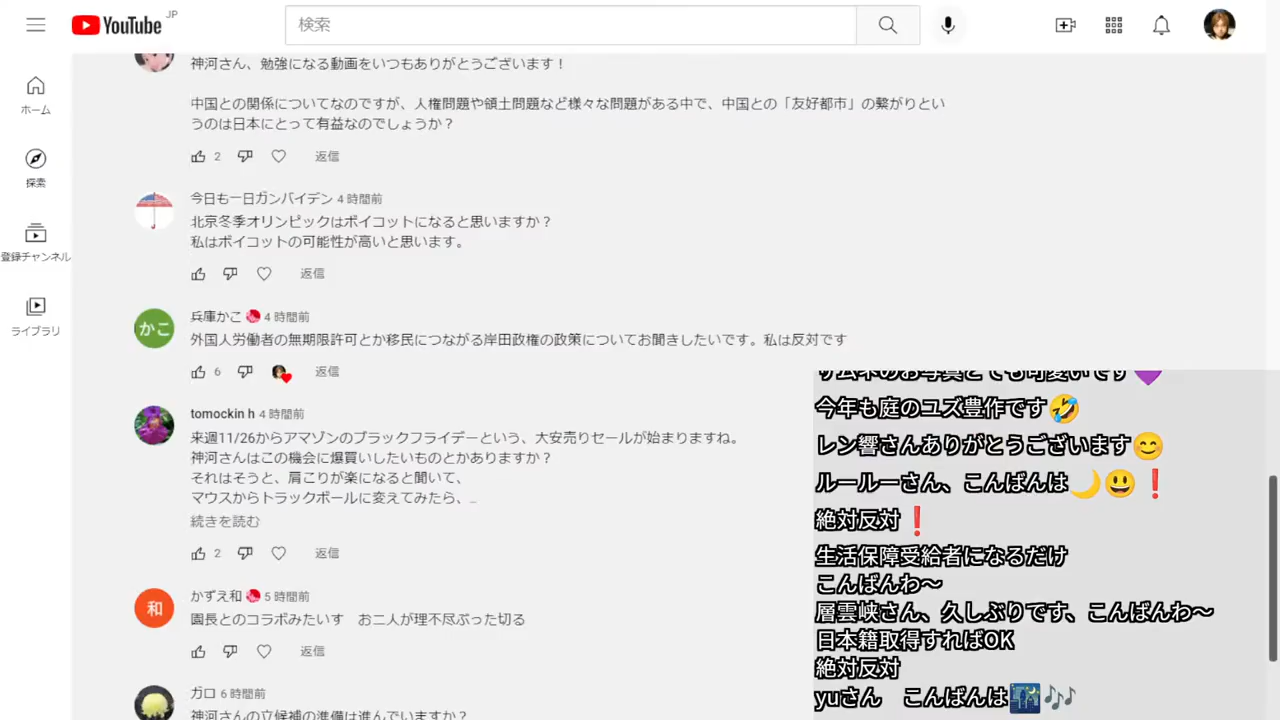 YouTube JP
検索
ホーム
探索
登録チャンネル
ライブラリ
神河さん、勉強になる動画をいつもありがとうございます！
中国との関係についてなのですが、人権問題や領土問題など様々な問題がある中で、中国との「友好都市」の繋がりとい
うのは日本にとって有益なのでしょうか？
2 返信
今日も一日ガンバイデン 4 時間前
北京冬季オリンピックはボイコットになると思いますか？
私はボイコットの可能性が高いと思います。
返信
かこ
兵庫かこ 4 時間前
外国人労働者の無期限許可とか移民につながる岸田政権の政策についてお聞きしたいです。私は反対です
6 返信
tomockin h 4 時間前
来週11/26からアマゾンのブラックフライデーという、大安売りセールが始まりますね。
神河さんはこの機会に爆買いしたいものとかありますか？
それはそうと、肩こりが楽になると聞いて、
マウスからトラックボールに変えてみたら、...
続きを読む
2 返信
和
かずえ和 5 時間前
園長とのコラボみたいす　お二人が理不尽ぶった切る
返信
ガロ 6 時間前
神河さんの立候補の準備は進んでいますか？
サムネのお写真とても可愛いです💜
今年も庭のユズ豊作です🤣
レン響さんありがとうございます😊
ルールーさん、こんばんは🌙😃❗
絶対反対❗
生活保障受給者になるだけ
こんばんわ～
層雲峡さん、久しぶりです、こんばんわ～
日本籍取得すればOK
絶対反対
yuさん　こんばんは🌃🎶